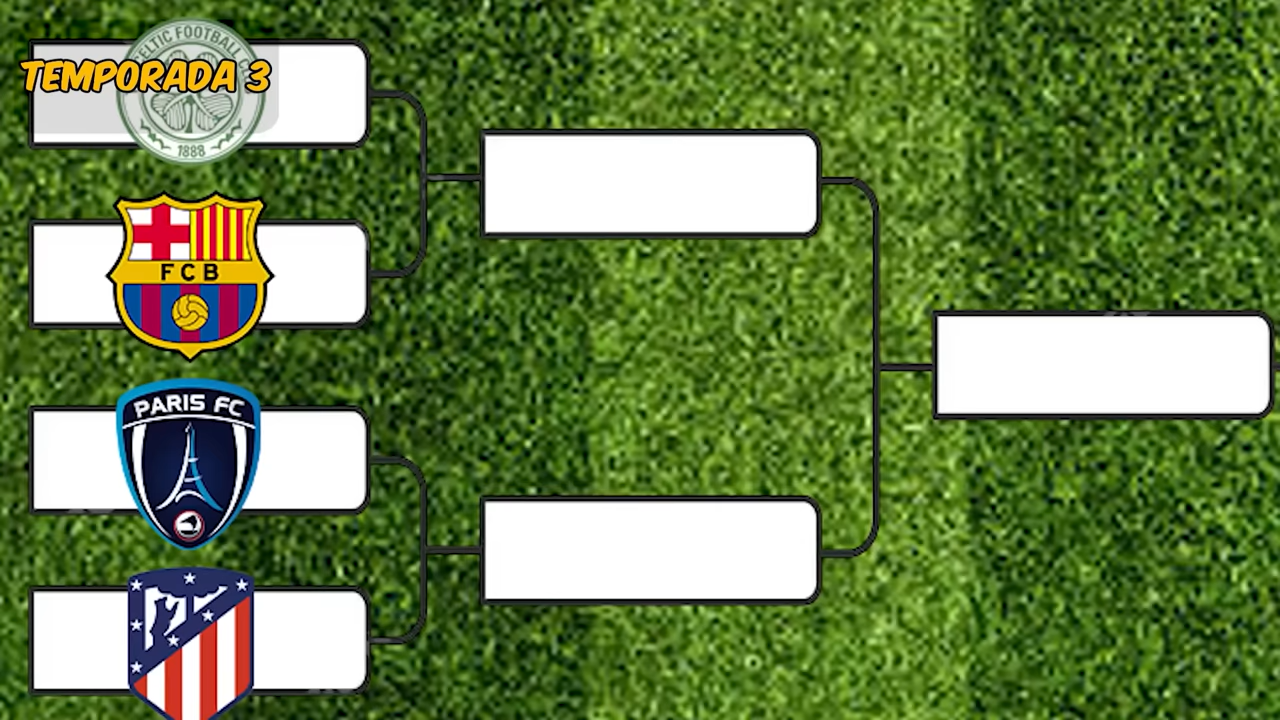 CELTIC FOOTBALL C
TEMPORADA 3
1888
FCB
PARIS FC